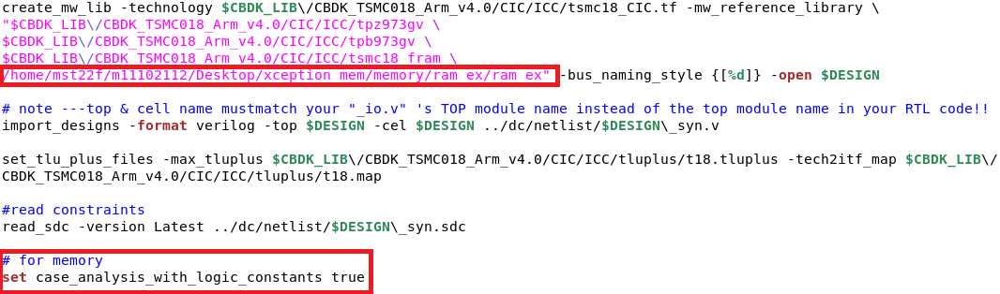 create_mw_lib -technology $CBDK_LIB\/CBDK_TSMC018_Arm_v4.0/CIC/ICC/tsmc18_CIC.tf -mw_reference_library \
"$CBDK_LIB\/CBDK_TSMC018_Arm_v4.0/CIC/ICC/tpz973gv \
$CBDK_LIB\/CBDK_TSMC018_Arm_v4.0/CIC/ICC/tpb973gv \
$CBDK_LIB\/CBDK_TSMC018_Arm_v4.0/CIC/ICC/tsmc18_fram \
/home/mst22f/m11102112/Desktop/xception_mem/memory/ram_ex/ram_ex" -bus_naming_style {[%d]} -open $DESIGN
# note ---top & cell name mustmatch your "_io.v" 's TOP module name instead of the top module name in your RTL code!!
import_designs -format verilog -top $DESIGN -cel $DESIGN ../dc/netlist/$DESIGN\_syn.v
set_tlu_plus_files -max_tluplus $CBDK_LIB\/CBDK_TSMC018_Arm_v4.0/CIC/ICC/tluplus/t18.tluplus -tech2itf_map $CBDK_LIB\/
CBDK_TSMC018_Arm_v4.0/CIC/ICC/tluplus/t18.map
#read constraints
read_sdc -version Latest ../dc/netlist/$DESIGN\_syn.sdc
# for memory
set case_analysis_with_logic_constants true